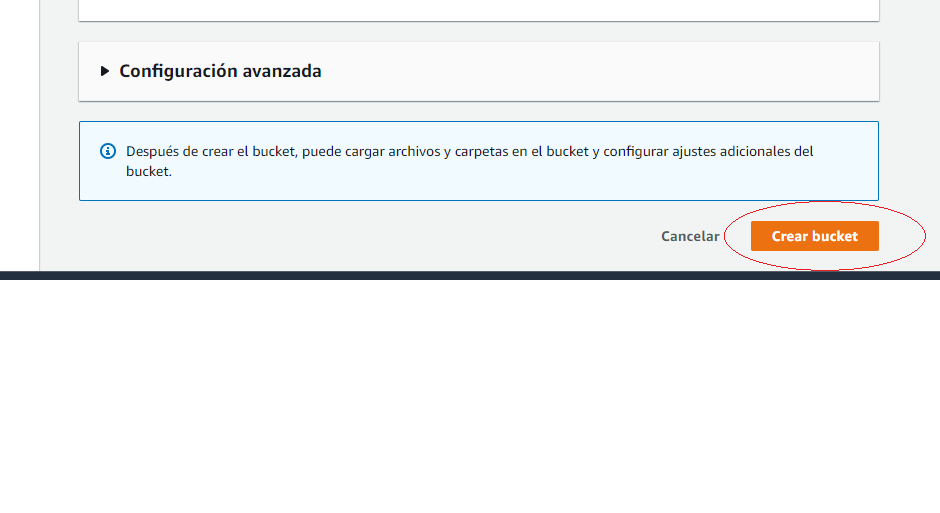 Configuración avanzada
Después de crear el bucket, puede cargar archivos y carpetas en el bucket y configurar ajustes adicionales del
bucket.
Cancelar Crear bucket